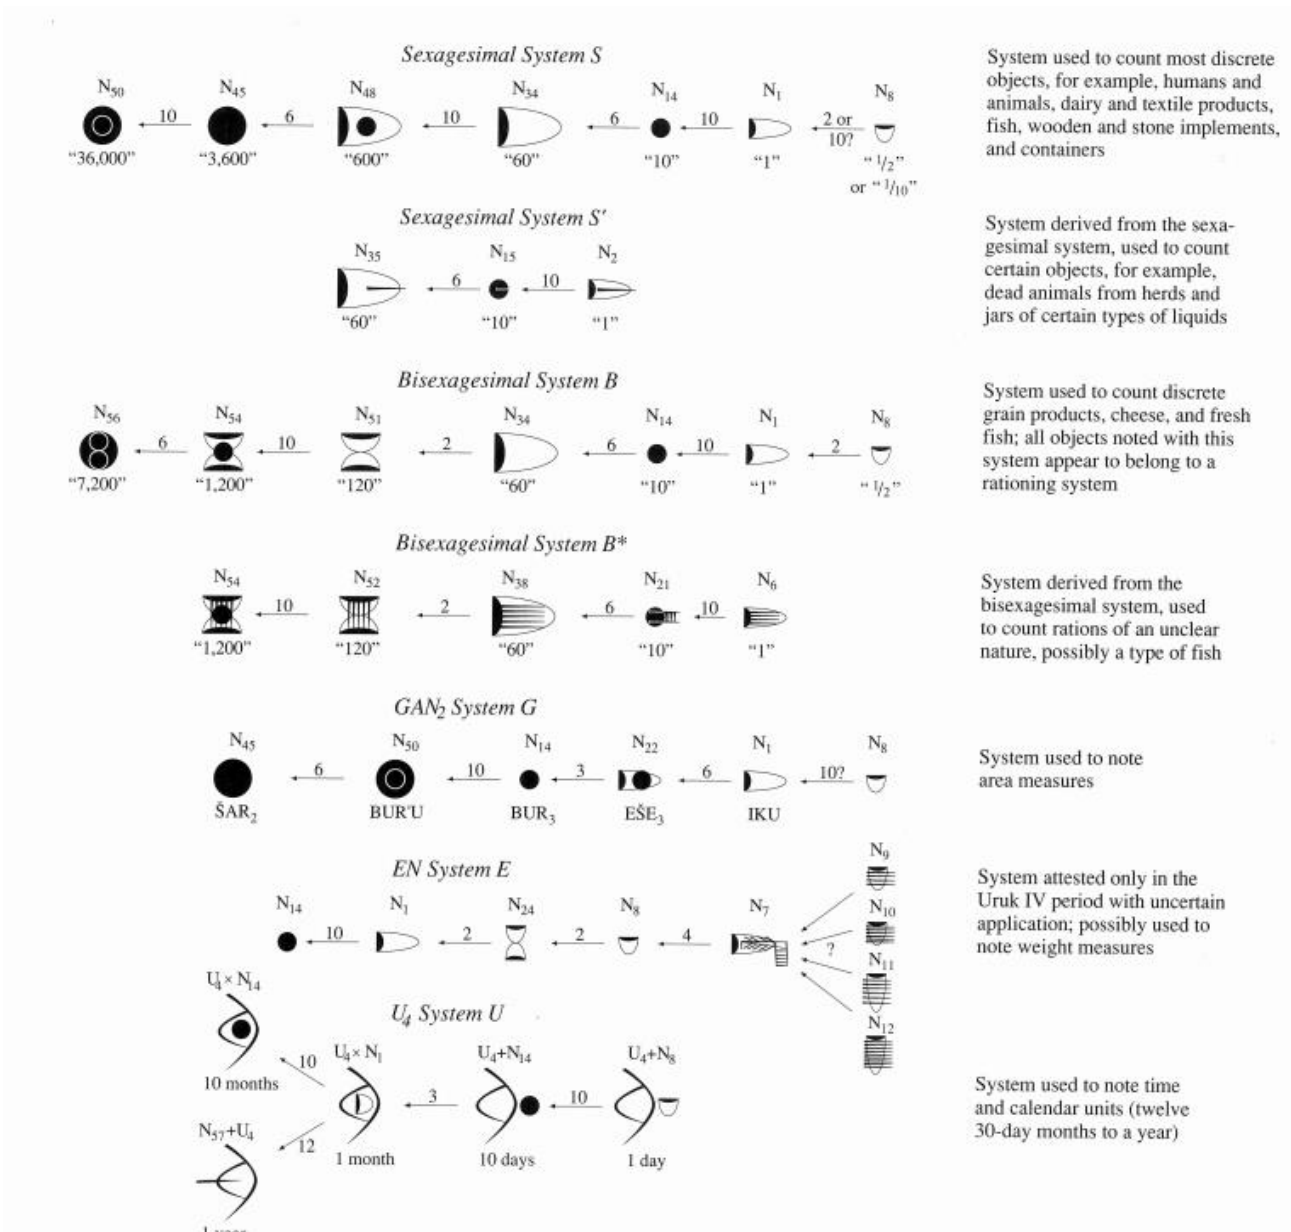 Sexagesimal System S
N50 N45 N48 N34 N14 N1 N8
10 6 10 6 10 2 or 10?
“36,000” “3,600” “600” “60” “10” “1” “1/2” or “1/10”
System used to count most discrete
objects, for example, humans and
animals, dairy and textile products,
fish, wooden and stone implements,
and containers
Sexagesimal System S′
N35 N15 N2
6 10
“60” “10” “1”
System derived from the sexa-
gesimal system, used to count
certain objects, for example,
dead animals from herds and
jars of certain types of liquids
Bisexagesimal System B
N56 N54 N51 N34 N14 N1 N8
6 10 2 6 10 2
“7,200” “1,200” “120” “60” “10” “1” “1/2”
System used to count discrete
grain products, cheese, and fresh
fish; all objects noted with this
system appear to belong to a
rationing system
Bisexagesimal System B*
N54 N52 N38 N21 N6
10 2 6 10
“1,200” “120” “60” “10” “1”
System derived from the
bisexagesimal system, used
to count rations of an unclear
nature, possibly a type of fish
GAN2 System G
N45 N50 N14 N22 N1 N8
6 10 3 6 10?
ŠAR2 BUR'U BUR3 EŠE3 IKU
System used to note
area measures
EN System E
N14 N1 N24 N8 N7
10 2 2 4 ?
N9
N10
N11
N12
System attested only in the
Uruk IV period with uncertain
application; possibly used to
note weight measures
U4 System U
U4×N14
10 months
10
U4×N1 U4+N14 U4+N8
3 10
1 month 10 days 1 day
N57+U4
12
System used to note time
and calendar units (twelve
30-day months to a year)